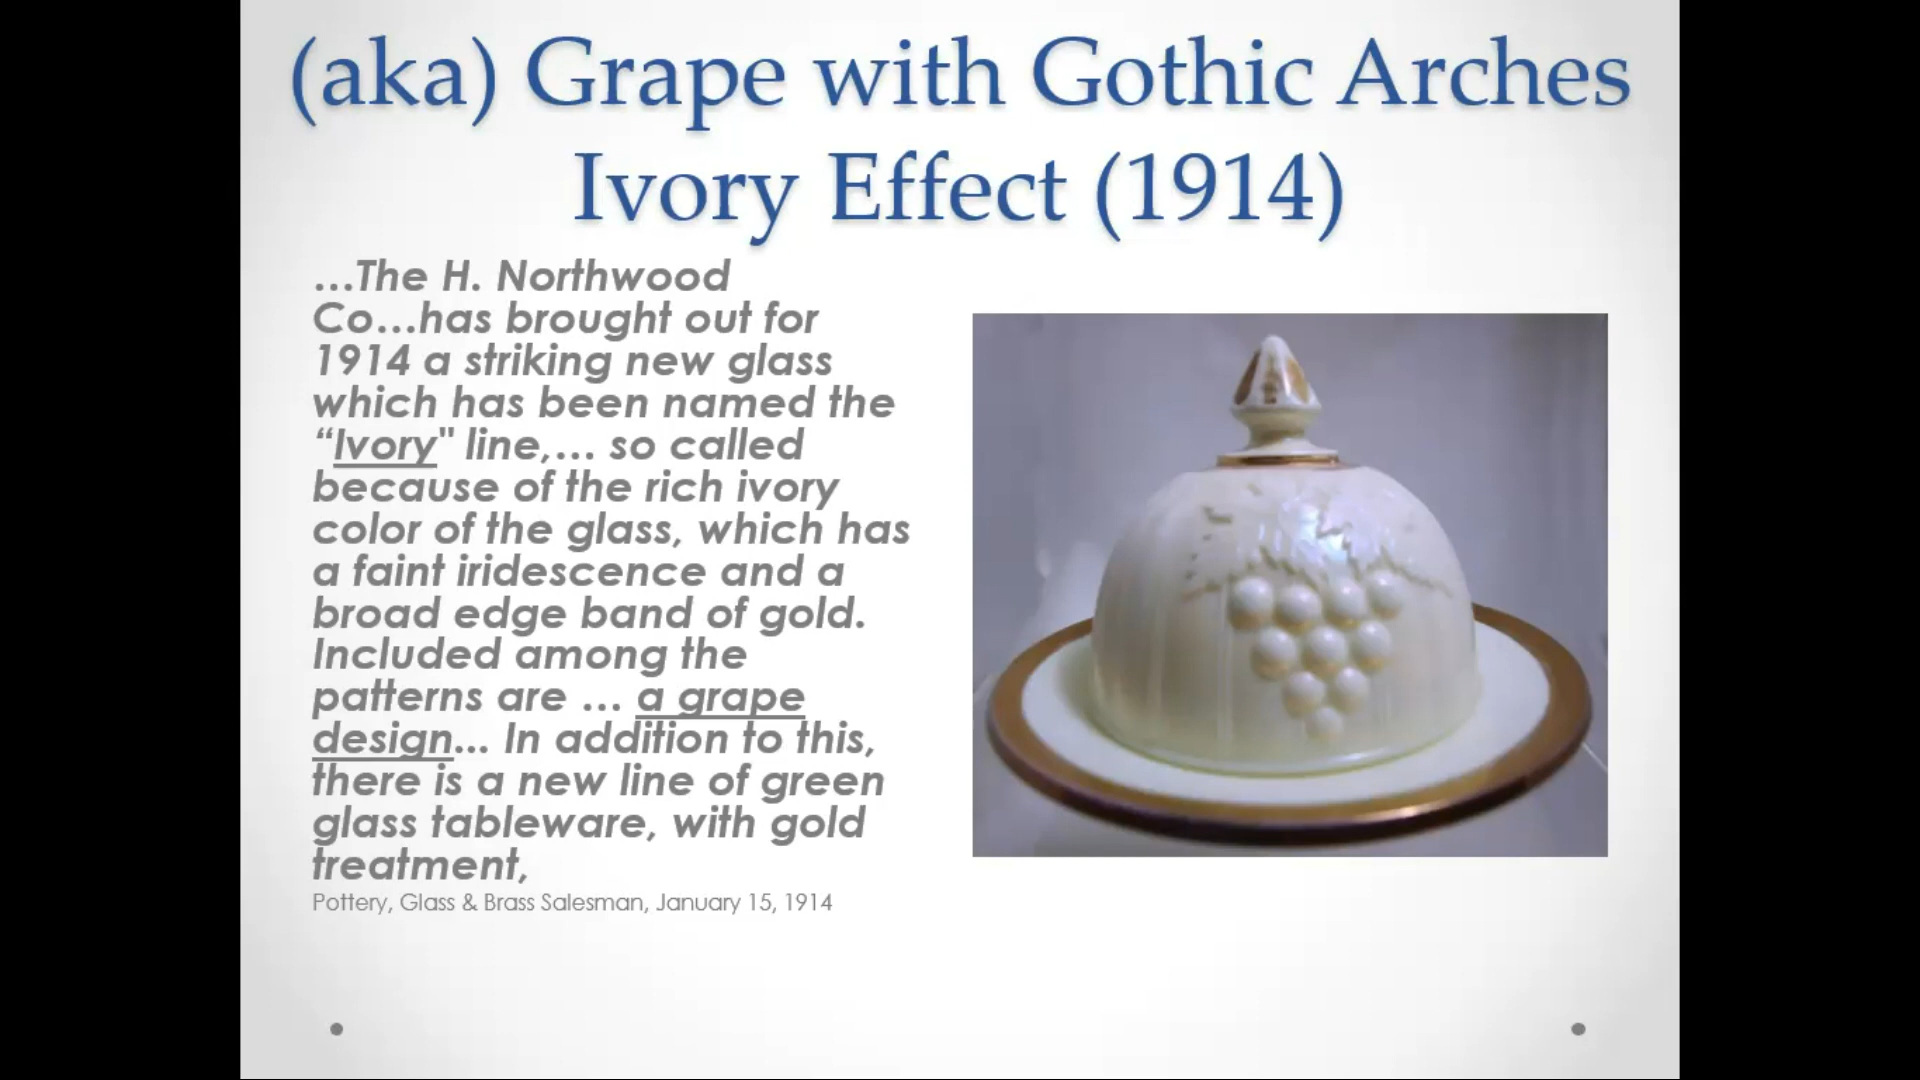 (aka) Grape with Gothic Arches
Ivory Effect (1914)
…The H. Northwood
Co…has brought out for
1914 a striking new glass
which has been named the
“Ivory" line,… so called
because of the rich ivory
color of the glass, which has
a faint iridescence and a
broad edge band of gold.
Included among the
patterns are … a grape
design... In addition to this,
there is a new line of green
glass tableware, with gold
treatment,
Pottery, Glass & Brass Salesman, January 15, 1914